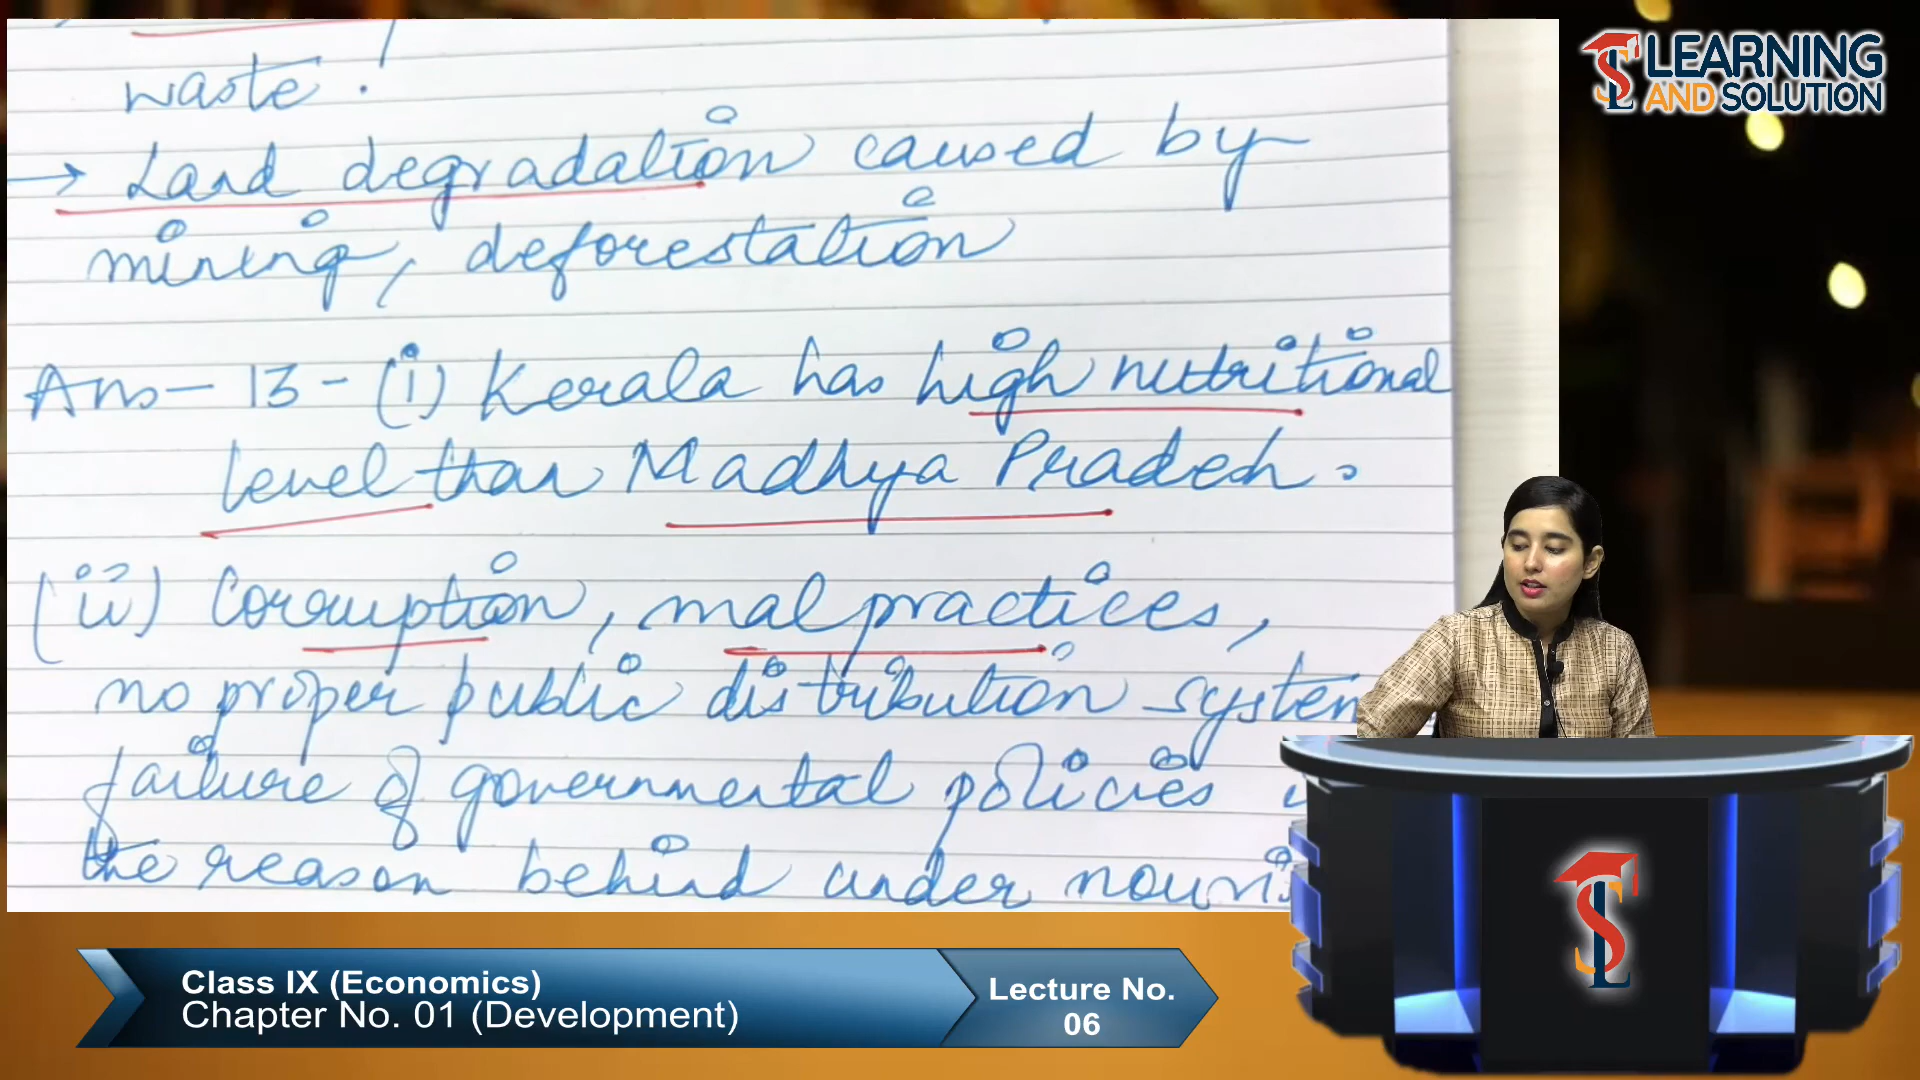 waste.
→ Land degradation caused by
mining, deforestation
Ans - 13 - (i) Kerala has high nutritional
level than Madhya Pradesh.
(ii) Corruption, mal practices,
no proper public distribution system
failure of governmental policies
the reason behind under
LEARNING
AND SOLUTION
Class IX (Economics)
Chapter No. 01 (Development)
Lecture No.
06